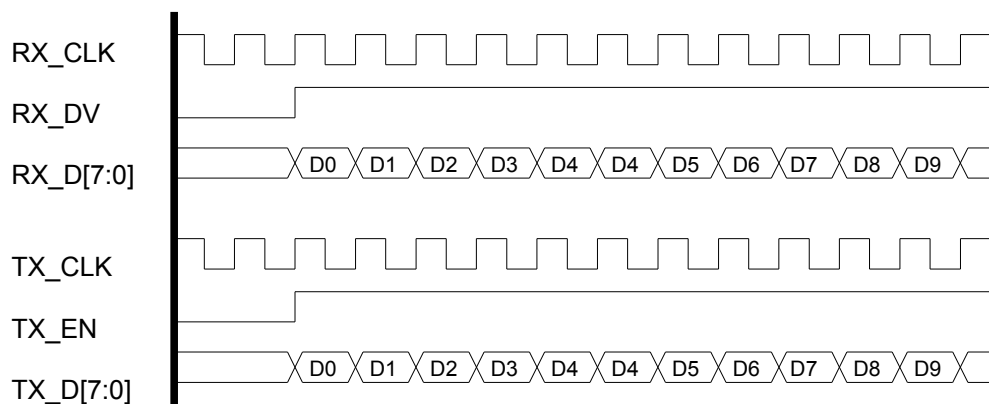 RX_CLK
RX_DV
RX_D[7:0] D0 D1 D2 D3 D4 D4 D5 D6 D7 D8 D9
TX_CLK
TX_EN
TX_D[7:0] D0 D1 D2 D3 D4 D4 D5 D6 D7 D8 D9